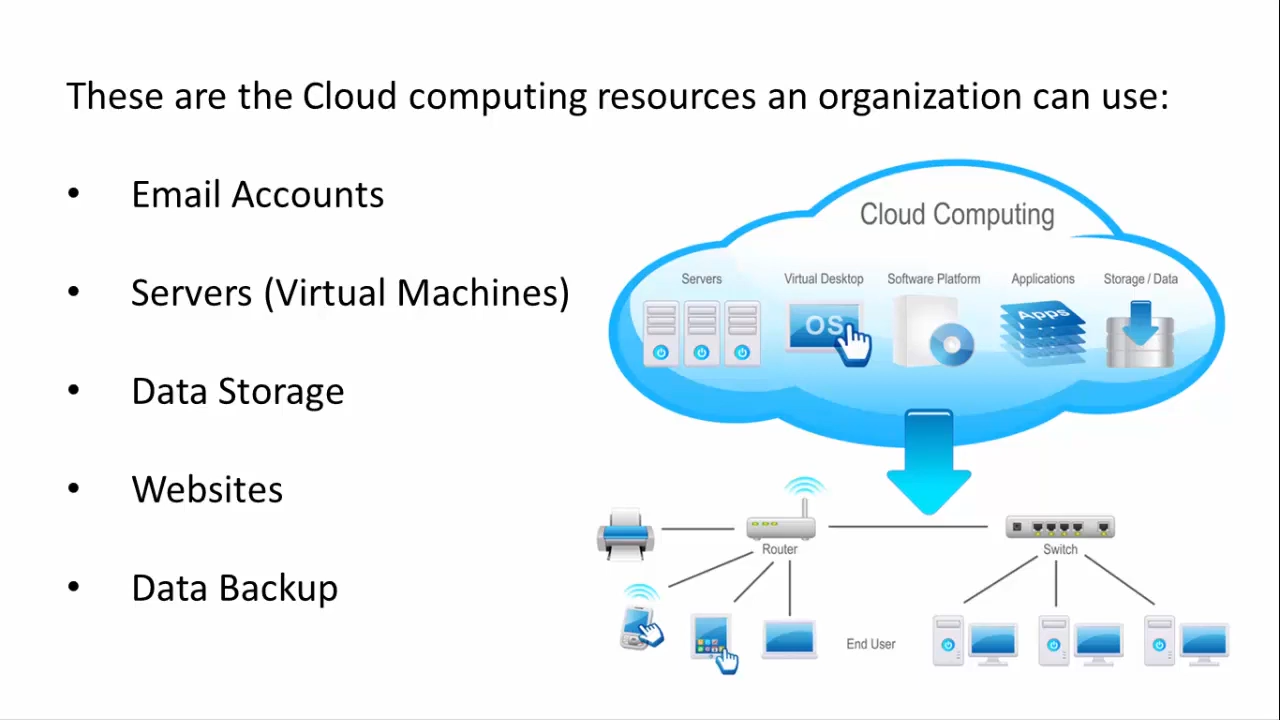 These are the Cloud computing resources an organization can use:
• Email Accounts
• Servers (Virtual Machines)
• Data Storage
• Websites
• Data Backup
Cloud Computing
Servers
Virtual Desktop
Software Platform
Applications
Storage / Data
OS
Apps
Router
Switch
End User